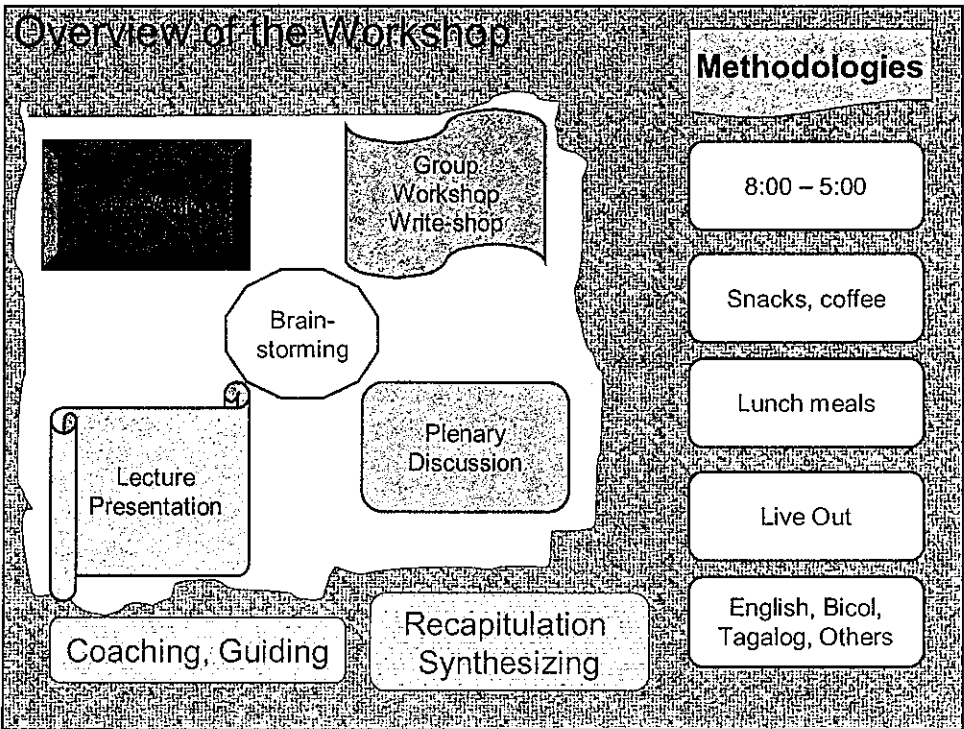 Overview of the Workshop
Methodologies
Group
Workshop
Write-shop
Brain-
storming
Lecture
Presentation
Plenary
Discussion
Coaching, Guiding
Recapitulation
Synthesizing
8:00 – 5:00
Snacks, coffee
Lunch meals
Live Out
English, Bicol,
Tagalog, Others